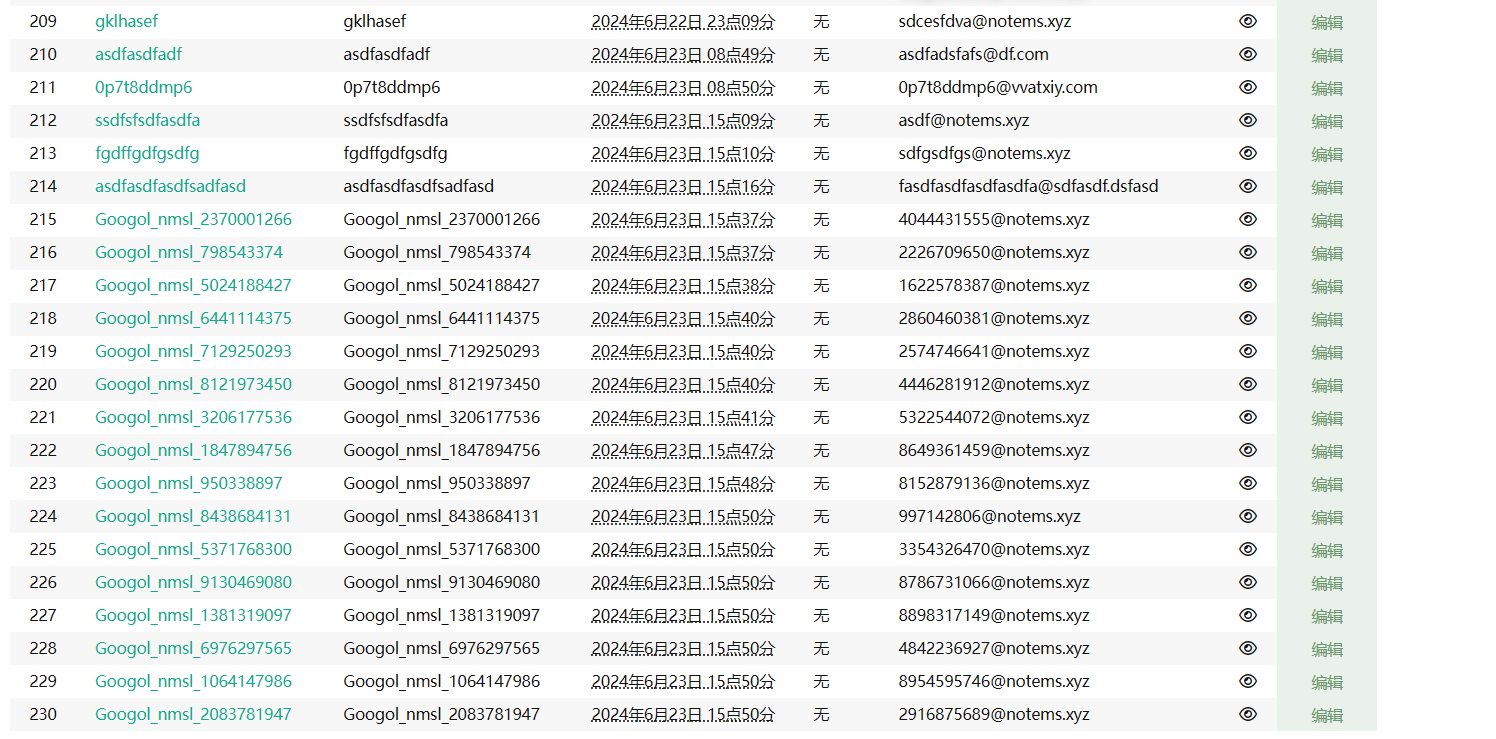 209 gklhasef gklhasef 2024年6月22日 23点09分 无 sdcesfdva@notems.xyz 编辑
210 asdfasdfadf asdfasdfadf 2024年6月23日 08点49分 无 asdfadsfafs@df.com 编辑
211 0p7t8ddmp6 0p7t8ddmp6 2024年6月23日 08点50分 无 0p7t8ddmp6@vvatxiy.com 编辑
212 ssdfsfsdfasdfa ssdfsfsdfasdfa 2024年6月23日 15点09分 无 asdf@notems.xyz 编辑
213 fgdffgdfgsdfg fgdffgdfgsdfg 2024年6月23日 15点10分 无 sdfgsdfgs@notems.xyz 编辑
214 asdfasdfasdfsadfasd asdfasdfasdfsadfasd 2024年6月23日 15点16分 无 fasdfasdfasdfasdfa@sdfasdf.dsfasd 编辑
215 Googol_nmsl_2370001266 Googol_nmsl_2370001266 2024年6月23日 15点37分 无 4044431555@notems.xyz 编辑
216 Googol_nmsl_798543374 Googol_nmsl_798543374 2024年6月23日 15点37分 无 2226709650@notems.xyz 编辑
217 Googol_nmsl_5024188427 Googol_nmsl_5024188427 2024年6月23日 15点38分 无 1622578387@notems.xyz 编辑
218 Googol_nmsl_6441114375 Googol_nmsl_6441114375 2024年6月23日 15点40分 无 2860460381@notems.xyz 编辑
219 Googol_nmsl_7129250293 Googol_nmsl_7129250293 2024年6月23日 15点40分 无 2574746641@notems.xyz 编辑
220 Googol_nmsl_8121973450 Googol_nmsl_8121973450 2024年6月23日 15点40分 无 4446281912@notems.xyz 编辑
221 Googol_nmsl_3206177536 Googol_nmsl_3206177536 2024年6月23日 15点41分 无 5322544072@notems.xyz 编辑
222 Googol_nmsl_1847894756 Googol_nmsl_1847894756 2024年6月23日 15点47分 无 8649361459@notems.xyz 编辑
223 Googol_nmsl_950338897 Googol_nmsl_950338897 2024年6月23日 15点48分 无 8152879136@notems.xyz 编辑
224 Googol_nmsl_8438684131 Googol_nmsl_8438684131 2024年6月23日 15点50分 无 997142806@notems.xyz 编辑
225 Googol_nmsl_5371768300 Googol_nmsl_5371768300 2024年6月23日 15点50分 无 3354326470@notems.xyz 编辑
226 Googol_nmsl_9130469080 Googol_nmsl_9130469080 2024年6月23日 15点50分 无 8786731066@notems.xyz 编辑
227 Googol_nmsl_1381319097 Googol_nmsl_1381319097 2024年6月23日 15点50分 无 8898317149@notems.xyz 编辑
228 Googol_nmsl_6976297565 Googol_nmsl_6976297565 2024年6月23日 15点50分 无 4842236927@notems.xyz 编辑
229 Googol_nmsl_1064147986 Googol_nmsl_1064147986 2024年6月23日 15点50分 无 8954595746@notems.xyz 编辑
230 Googol_nmsl_2083781947 Googol_nmsl_2083781947 2024年6月23日 15点50分 无 2916875689@notems.xyz 编辑